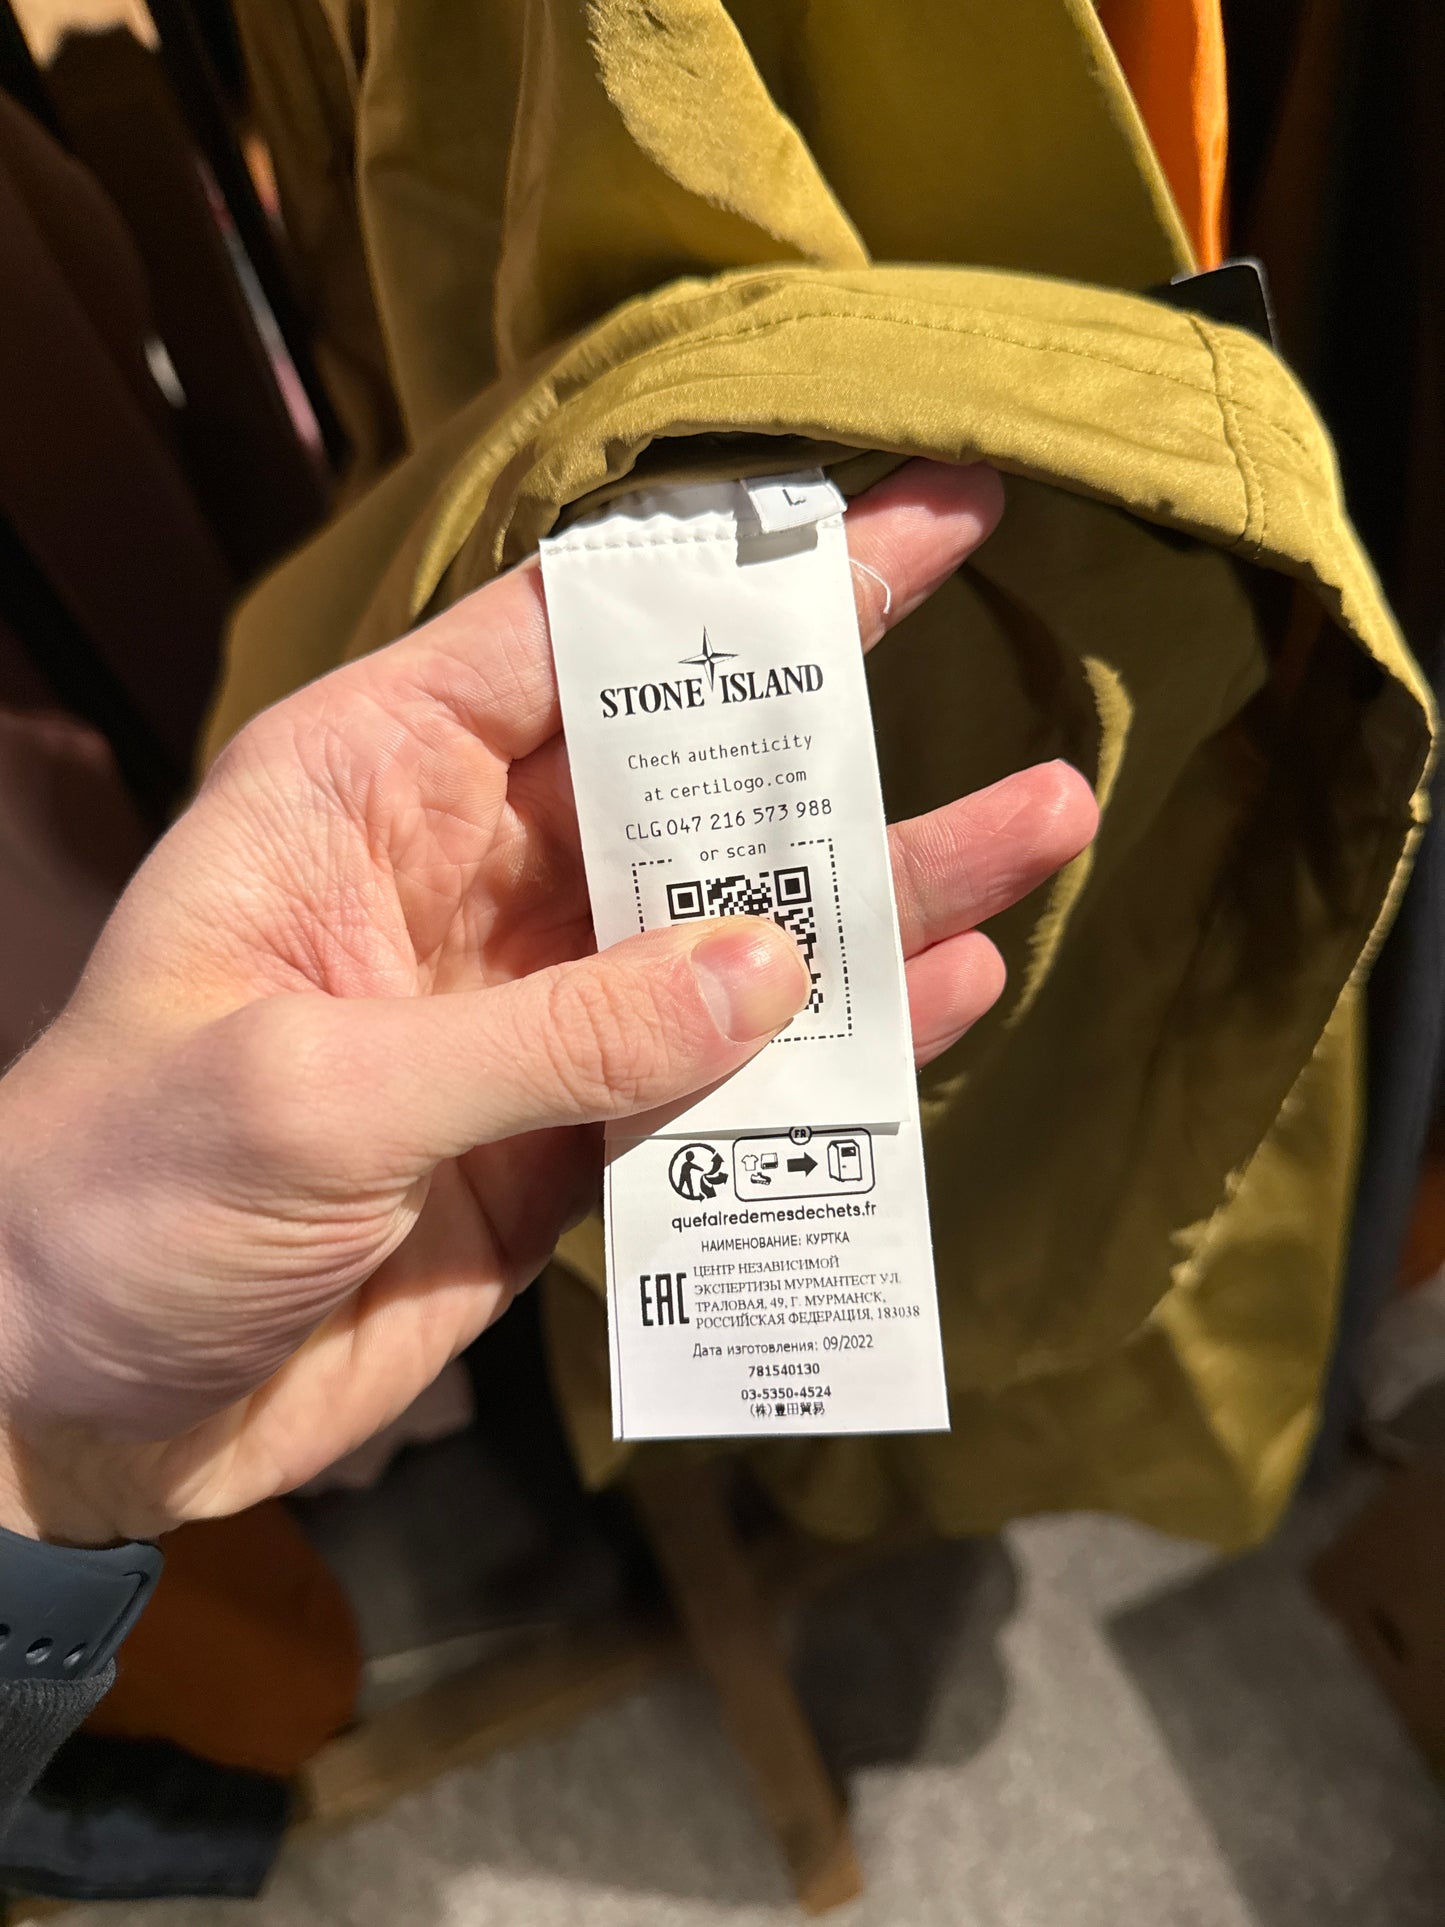 L
STONE ISLAND
Check authenticity
at certilogo.com
CLG 047 216 573 988
or scan
FR
quefairedemesdechets.fr
НАИМЕНОВАНИЕ: КУРТКА
EAC
ЦЕНТР НЕЗАВИСИМОЙ
ЭКСПЕРТИЗЫ МУРМАНТЕСТ УЛ.
ТРАЛОВАЯ, 49, Г. МУРМАНСК,
РОССИЙСКАЯ ФЕДЕРАЦИЯ, 183038
Дата изготовления: 09/2022
781540130
03-5350-4524
(株)豊田貿易